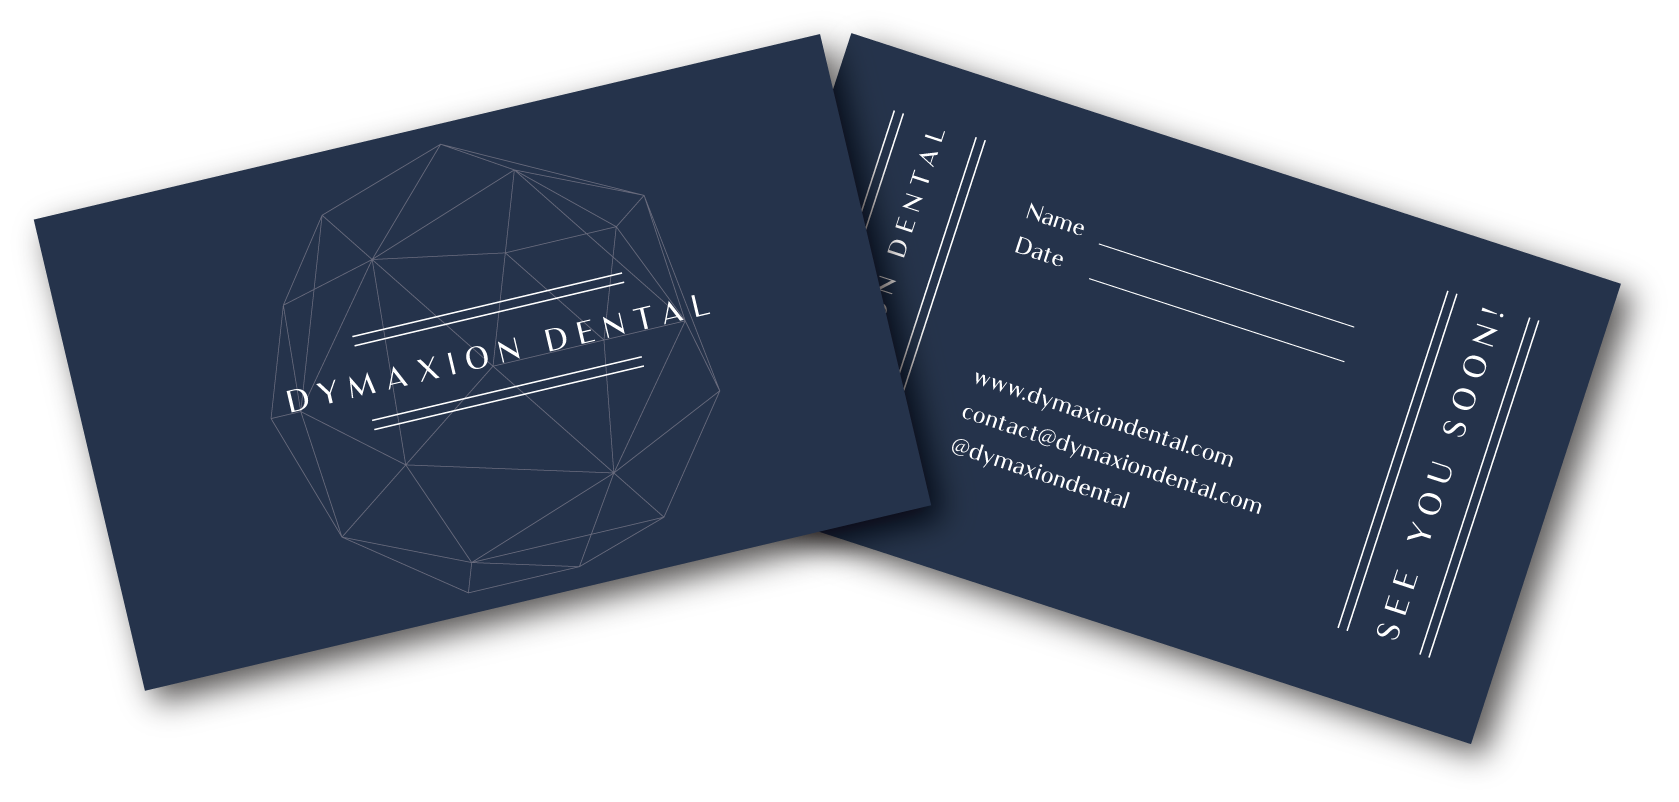 DYMAXION DENTAL
N DENTAL
Name
Date
www.dymaxiondental.com
contact@dymaxiondental.com
@dymaxiondental
SEE YOU SOON!